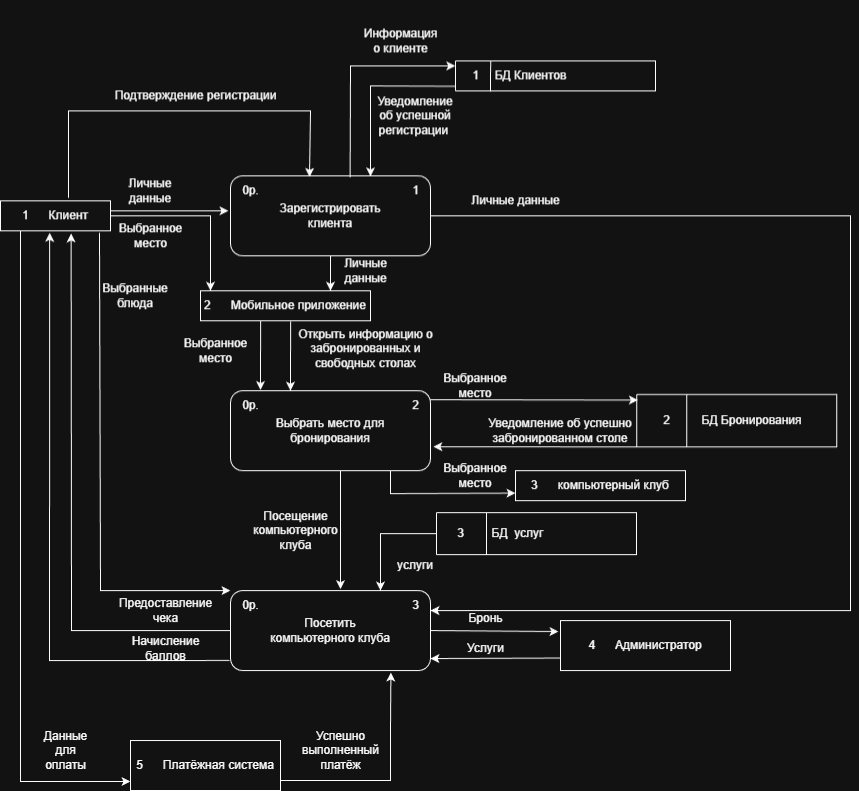 Информация
о клиенте
1 БД Клиентов
Подтверждение регистрации
Уведомление
об успешной
регистрации
Личные
данные
0р. 1
Зарегистрировать
клиента
Личные данные
1 Клиент
Выбранное
место
Личные
данные
Выбранные
блюда
2 Мобильное приложение
Выбранное
место
Открыть информацию о
забронированных и
свободных столах
0р. 2
Выбрать место для
бронирования
Выбранное
место
2 БД Бронирования
Уведомление об успешно
забронированном столе
Выбранное
место
3 компьютерный клуб
Посещение
компьютерного
клуба
3 БД услуг
услуги
0р. 3
Посетить
компьютерного клуба
Предоставление
чека
Начисление
баллов
Бронь
Услуги
4 Администратор
Данные
для
оплаты
5 Платёжная система
Успешно
выполненный
платёж